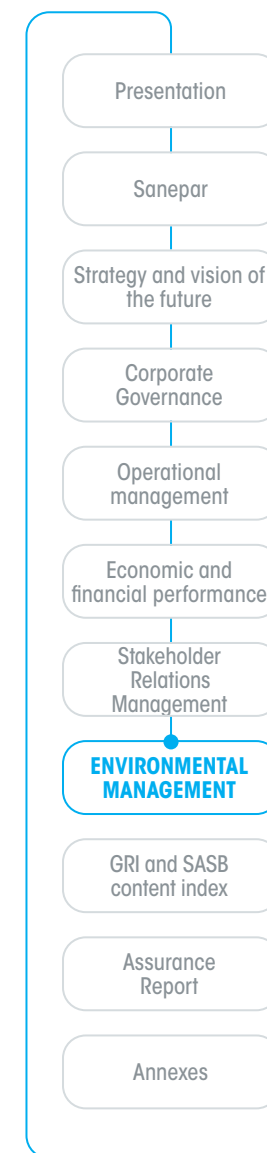 Presentation
Sanepar
Strategy and vision of
the future
Corporate
Governance
Operational
management
Economic and
financial performance
Stakeholder
Relations
Management
ENVIRONMENTAL
MANAGEMENT
GRI and SASB
content index
Assurance
Report
Annexes